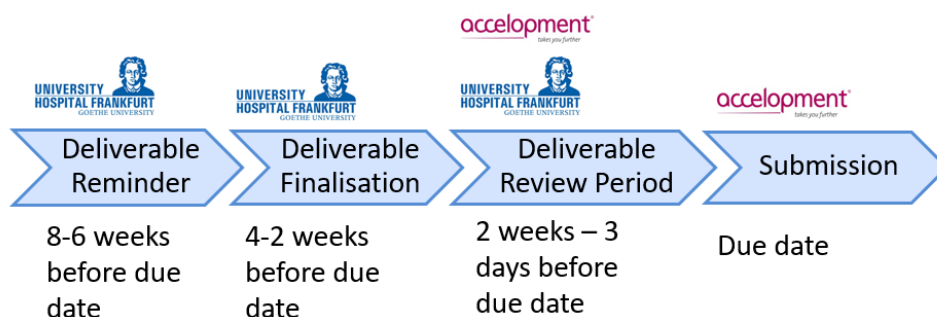 accelopment®
takes you further
UNIVERSITY
HOSPITAL FRANKFURT
GOETHE UNIVERSITY
UNIVERSITY
HOSPITAL FRANKFURT
GOETHE UNIVERSITY
UNIVERSITY
HOSPITAL FRANKFURT
GOETHE UNIVERSITY
accelopment®
takes you further
Deliverable
Reminder
Deliverable
Finalisation
Deliverable
Review Period
Submission
8-6 weeks
before due
date
4-2 weeks
before due
date
2 weeks – 3
days before
due date
Due date